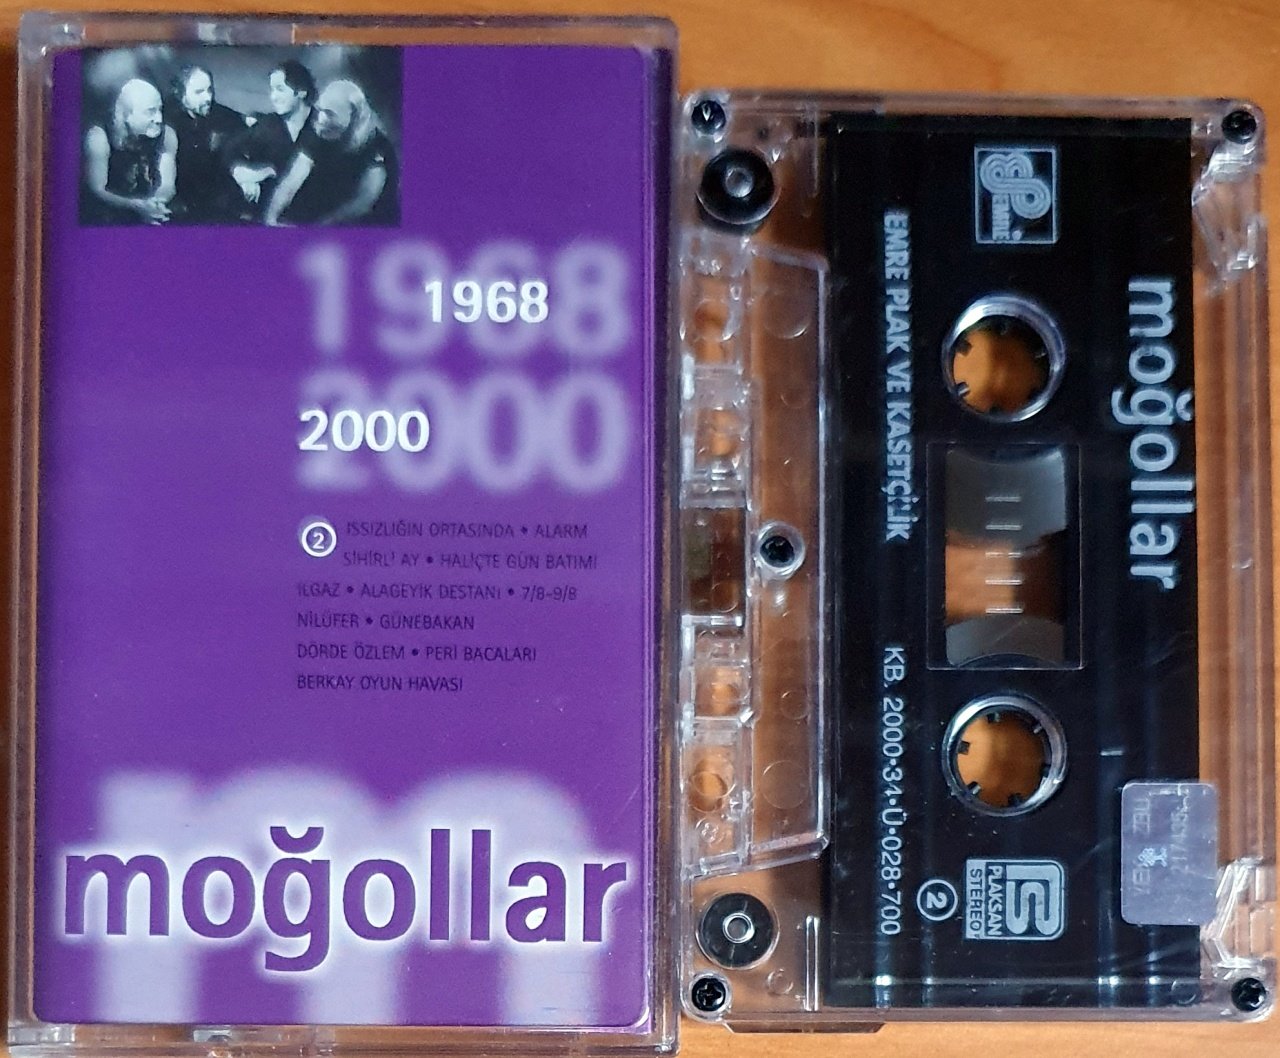 1968
1968
2000
2000
2 ISSIZLIĞIN ORTASINDA • ALARM
SİHİRLİ AY • HALİÇTE GÜN BATIMI
ILGAZ • ALAGEYİK DESTANI • 7/8-9/8
NİLÜFER • GÜNEBAKAN
DÖRDE ÖZLEM • PERİ BACALARI
BERKAY OYUN HAVASI
m
moğollar
moğollar
EMRE
EMRE PLAK VE KASETÇİLİK
KB. 2000•34•Ü•028•700
2
PLAKSAN
STEREO